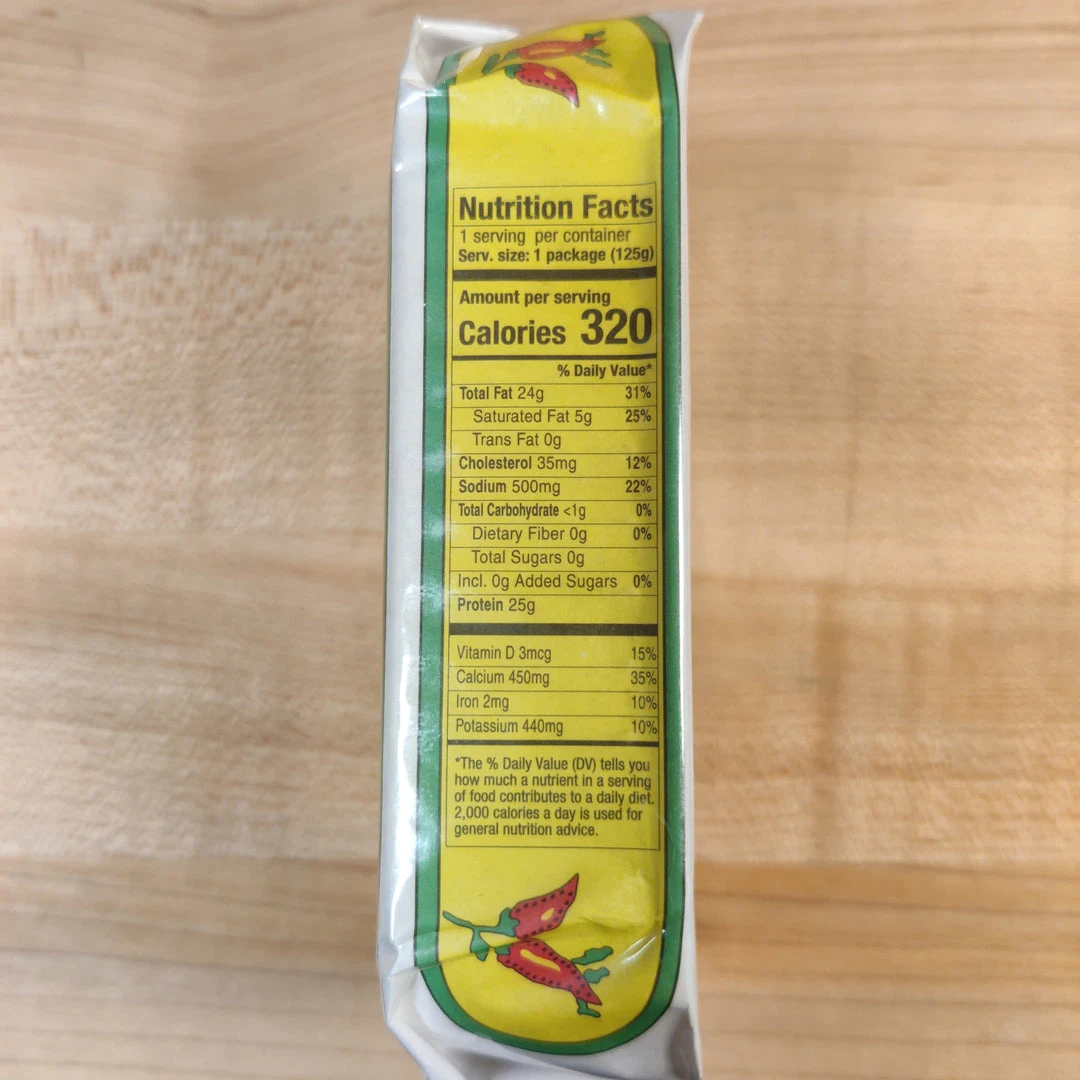 Nutrition Facts
1 serving per container
Serv. size: 1 package (125g)
Amount per serving
Calories 320
% Daily Value*
Total Fat 24g 31%
Saturated Fat 5g 25%
Trans Fat 0g
Cholesterol 35mg 12%
Sodium 500mg 22%
Total Carbohydrate <1g 0%
Dietary Fiber 0g 0%
Total Sugars 0g
Incl. 0g Added Sugars 0%
Protein 25g
Vitamin D 3mcg 15%
Calcium 450mg 35%
Iron 2mg 10%
Potassium 440mg 10%
*The % Daily Value (DV) tells you
how much a nutrient in a serving
of food contributes to a daily diet.
2,000 calories a day is used for
general nutrition advice.